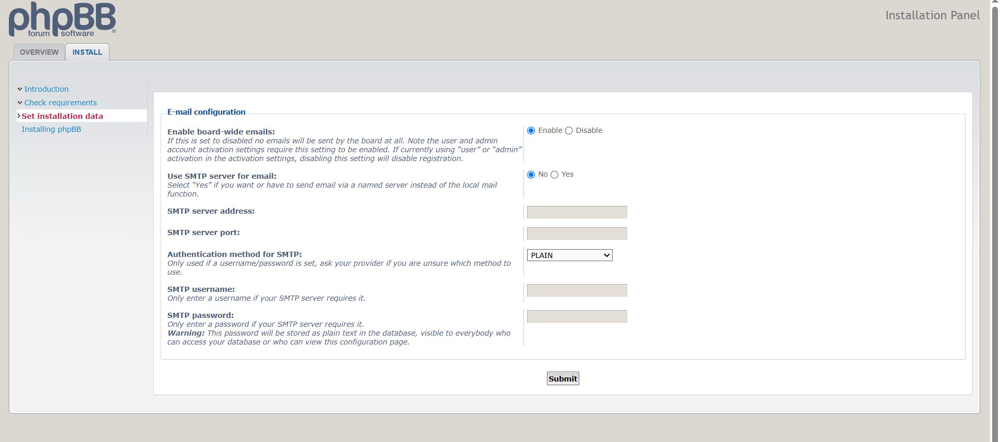 phpBB®
forum software
Installation Panel
OVERVIEW
INSTALL
Introduction
Check requirements
Set installation data
Installing phpBB
E-mail configuration
Enable board-wide emails:
If this is set to disabled no emails will be sent by the board at all. Note the user and admin
account activation settings require this setting to be enabled. If currently using “user” or “admin”
activation in the activation settings, disabling this setting will disable registration.
Enable Disable
Use SMTP server for email:
Select “Yes” if you want or have to send email via a named server instead of the local mail
function.
No Yes
SMTP server address:
SMTP server port:
Authentication method for SMTP:
Only used if a username/password is set, ask your provider if you are unsure which method to
use.
PLAIN
SMTP username:
Only enter a username if your SMTP server requires it.
SMTP password:
Only enter a password if your SMTP server requires it.
Warning: This password will be stored as plain text in the database, visible to everybody who
can access your database or who can view this configuration page.
Submit